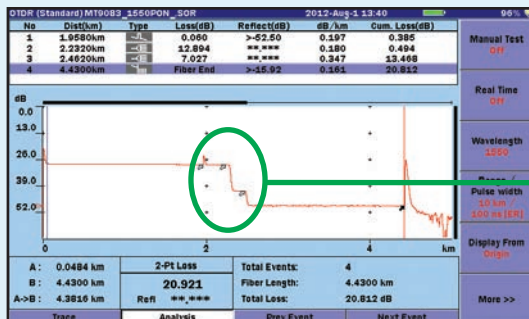 OTDR (Standard) MT9083_1550PON_.SOR 2012-Aug-1 13:40 96%
No Dist(km) Type Loss(dB) Reflect(dB) dB/km Cum. Loss(dB)
1 1.9580km 0.060 >-52.50 0.197 0.385
2 2.2320km 12.894 **.*** 0.180 0.494
3 2.4620km 7.027 **.*** 0.347 13.468
4 4.4300km Fiber End >-15.92 0.161 20.812
Manual Test
Off
Real Time
Off
Wavelength
1550
Pulse width
10 km /
100 ns [ER]
Display From
Origin
More >>
dB
0.0
13.0
26.0
39.0
52.0
0 2 4 km
A : 0.0484 km 2-Pt Loss Total Events: 4
B : 4.4300 km 20.921 Fiber Length: 4.4300 km
A->B : 4.3816 km Refl **.*** Total Loss: 20.812 dB
Trace Analysis Prev Event Next Event